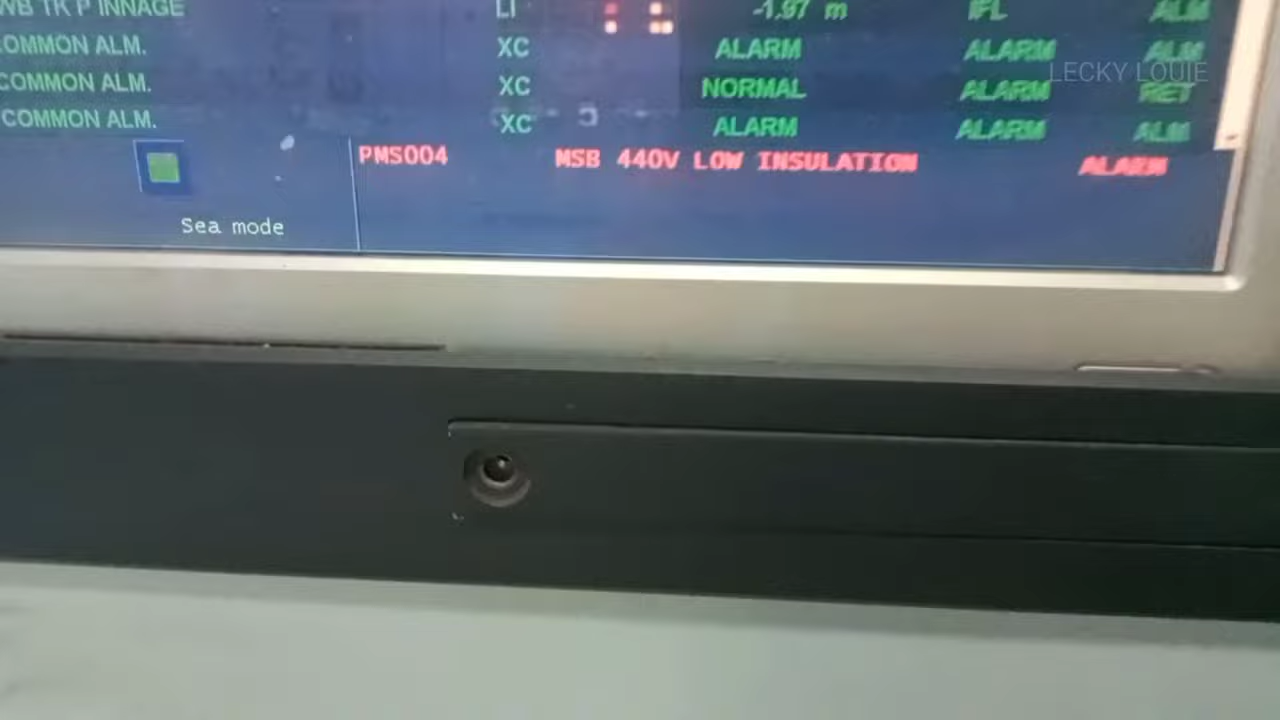 WB TK P INNAGE LI -1.97 m IFL ALM
COMMON ALM. XC ALARM ALARM ALM
COMMON ALM. XC NORMAL ALARM RET
COMMON ALM. XC ALARM ALARM ALM
PMS004 MSB 440V LOW INSULATION ALARM
Sea mode
LECKY LOUIE